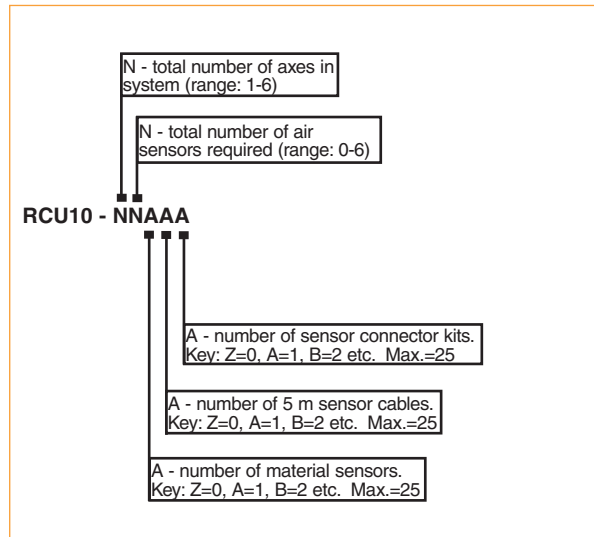 N - total number of axes in
system (range: 1-6)
N - total number of air
sensors required (range: 0-6)
RCU10 - NNAAA
A - number of sensor connector kits.
Key: Z=0, A=1, B=2 etc.  Max.=25
A - number of 5 m sensor cables.
Key: Z=0, A=1, B=2 etc.  Max.=25
A - number of material sensors.
Key: Z=0, A=1, B=2 etc.  Max.=25